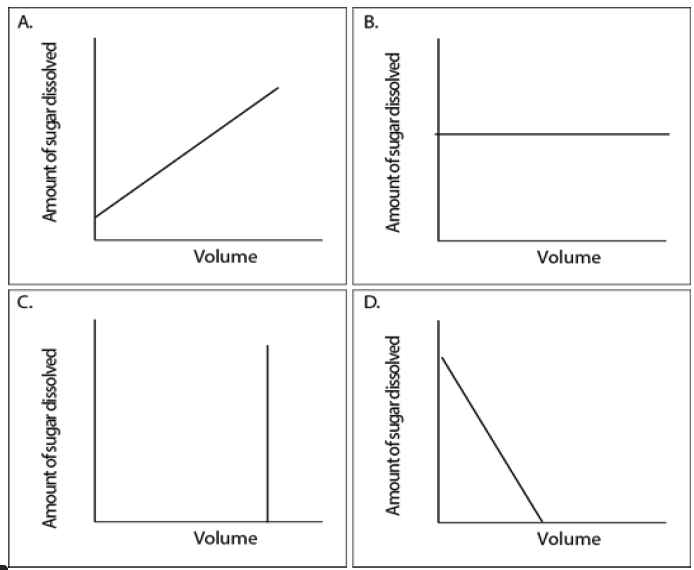 A.
Amount of sugar dissolved
Volume
B.
Amount of sugar dissolved
Volume
C.
Amount of sugar dissolved
Volume
D.
Amount of sugar dissolved
Volume